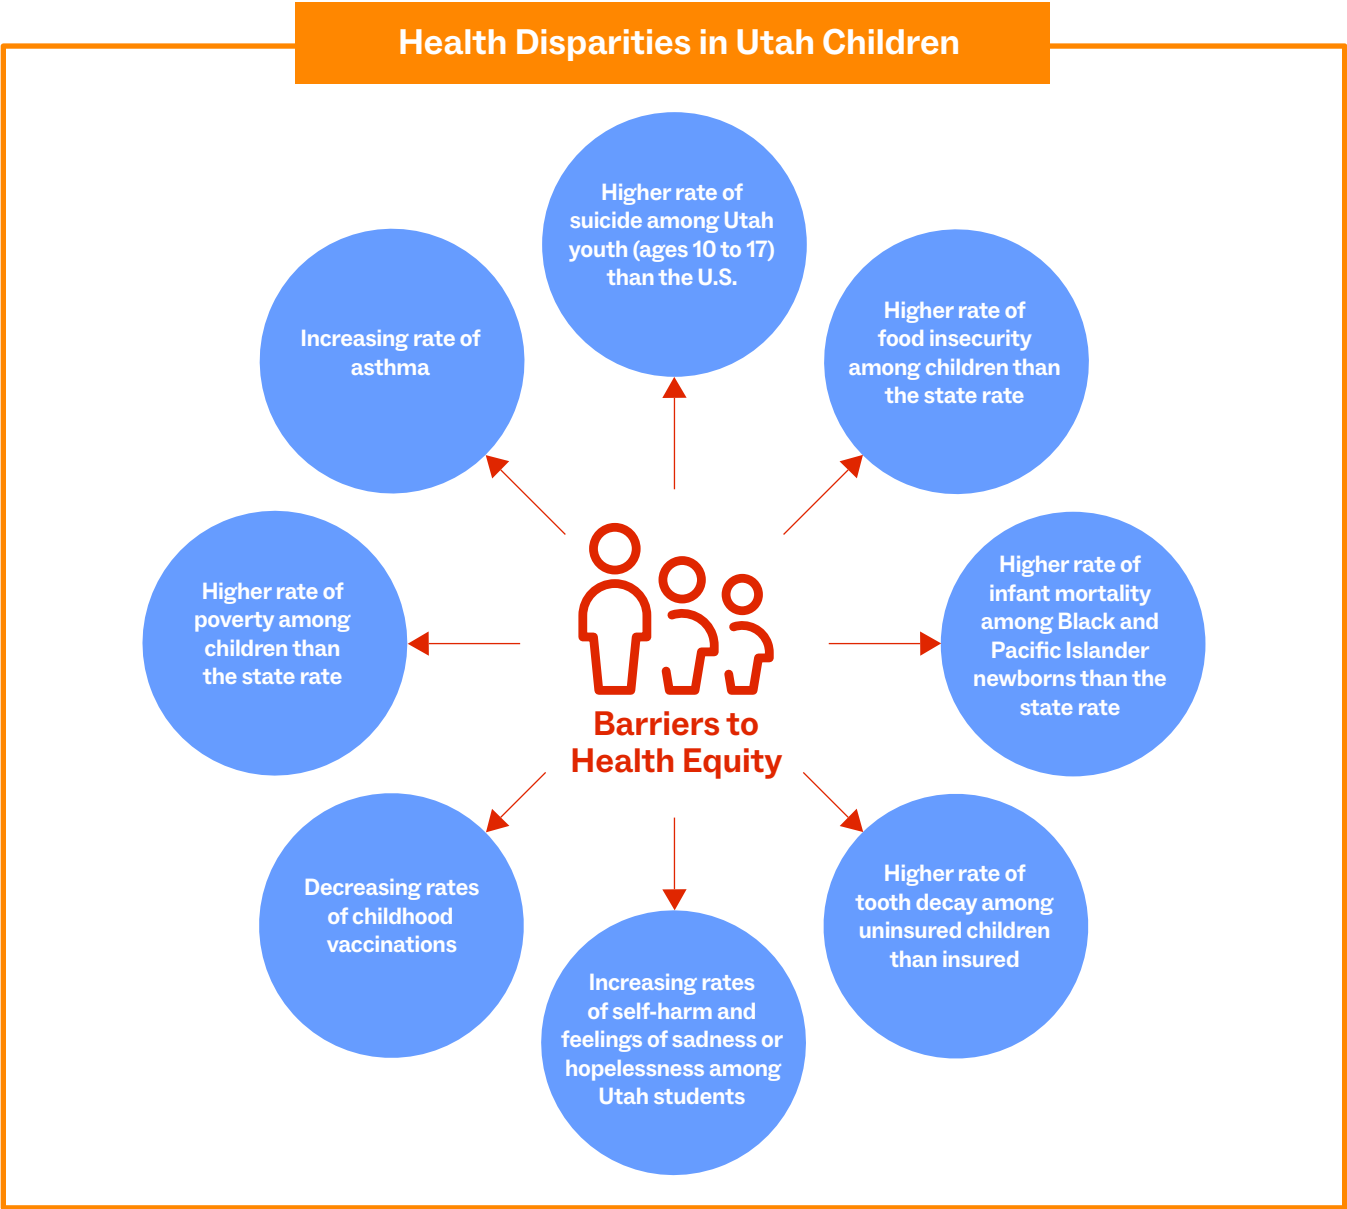 Health Disparities in Utah Children
Higher rate of
suicide among Utah
youth (ages 10 to 17)
than the U.S.
Higher rate of
food insecurity
among children than
the state rate
Higher rate of
infant mortality
among Black and
Pacific Islander
newborns than the
state rate
Higher rate of
tooth decay among
uninsured children
than insured
Increasing rates
of self-harm and
feelings of sadness or
hopelessness among
Utah students
Decreasing rates
of childhood
vaccinations
Higher rate of
poverty among
children than
the state rate
Increasing rate of
asthma
Barriers to
Health Equity